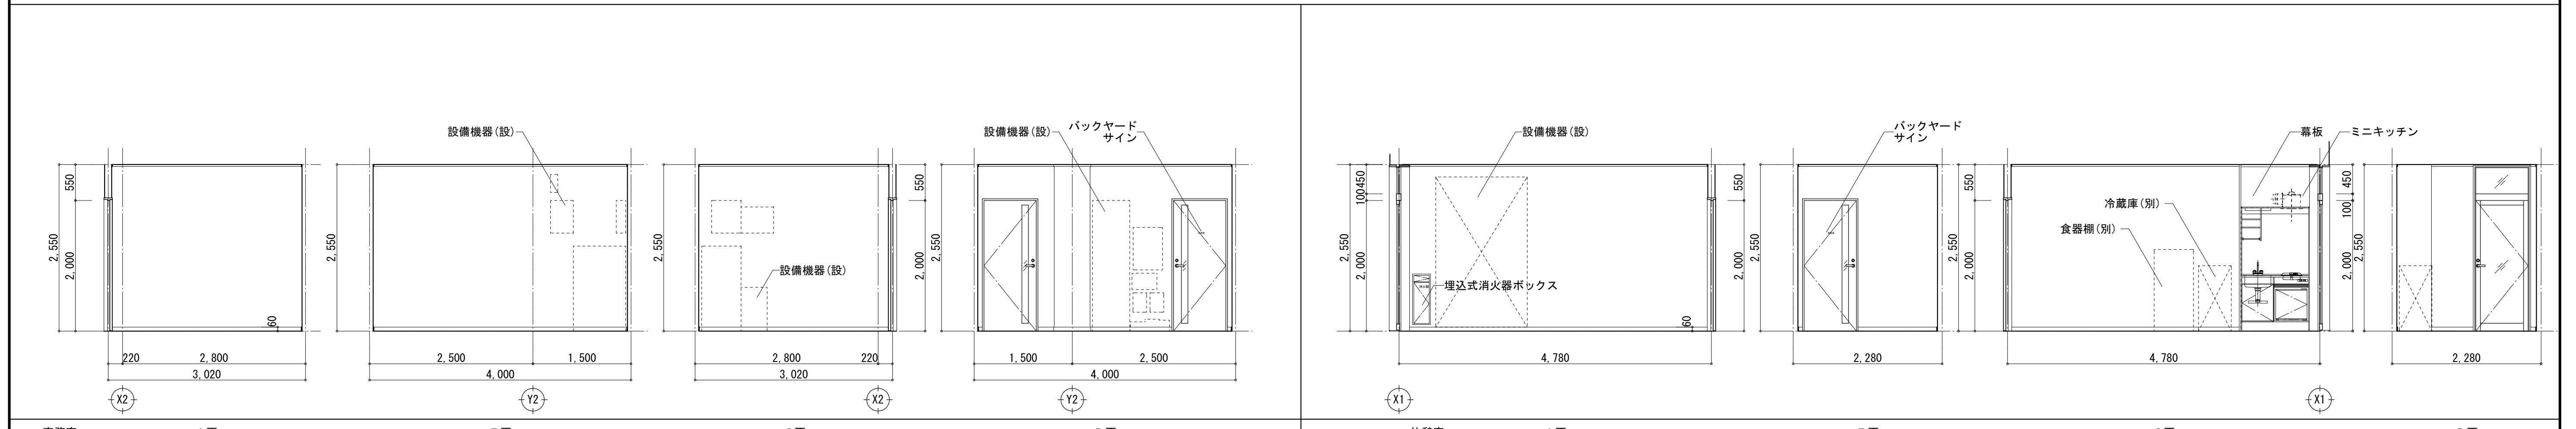 設備機器(設)
設備機器(設)
バックヤード
サイン
設備機器(設)
バックヤード
サイン
幕板
ミニキッチン
550
2,550
2,000
60
2,550
2,550
設備機器(設)
550
2,000
2,550
450
100
2,550
2,000
埋込式消火器ボックス
60
550
2,000
2,550
550
2,550
2,000
冷蔵庫(別)
食器棚(別)
450
100
2,000
2,550
220 2,800
3,020
2,500 1,500
4,000
2,800 220
3,020
1,500 2,500
4,000
4,780
2,280
4,780
2,280
X2
Y2
X2
Y2
X1
X1